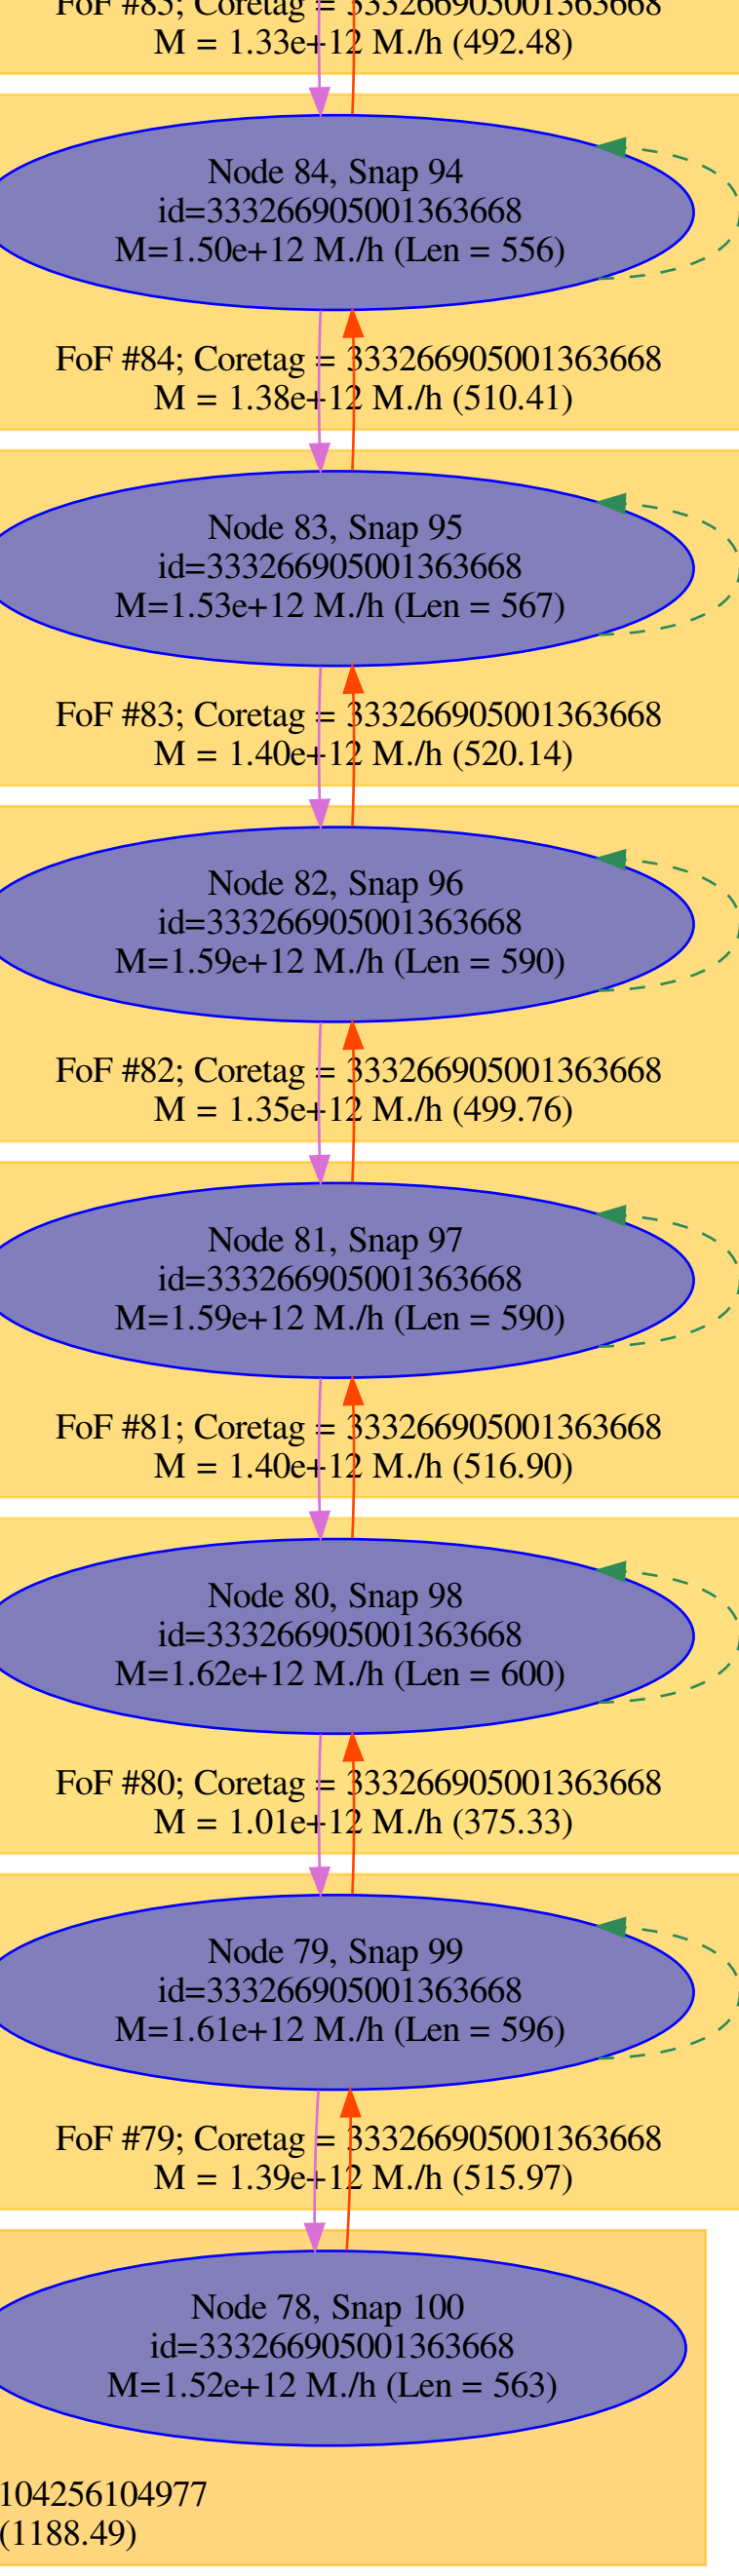 FoF #85; Coretag = 333266905001363668
M = 1.33e+12 M./h (492.48)
Node 84, Snap 94
id=333266905001363668
M=1.50e+12 M./h (Len = 556)
FoF #84; Coretag = 333266905001363668
M = 1.38e+12 M./h (510.41)
Node 83, Snap 95
id=333266905001363668
M=1.53e+12 M./h (Len = 567)
FoF #83; Coretag = 333266905001363668
M = 1.40e+12 M./h (520.14)
Node 82, Snap 96
id=333266905001363668
M=1.59e+12 M./h (Len = 590)
FoF #82; Coretag = 333266905001363668
M = 1.35e+12 M./h (499.76)
Node 81, Snap 97
id=333266905001363668
M=1.59e+12 M./h (Len = 590)
FoF #81; Coretag = 333266905001363668
M = 1.40e+12 M./h (516.90)
Node 80, Snap 98
id=333266905001363668
M=1.62e+12 M./h (Len = 600)
FoF #80; Coretag = 333266905001363668
M = 1.01e+12 M./h (375.33)
Node 79, Snap 99
id=333266905001363668
M=1.61e+12 M./h (Len = 596)
FoF #79; Coretag = 333266905001363668
M = 1.39e+12 M./h (515.97)
Node 78, Snap 100
id=333266905001363668
M=1.52e+12 M./h (Len = 563)
104256104977
(1188.49)